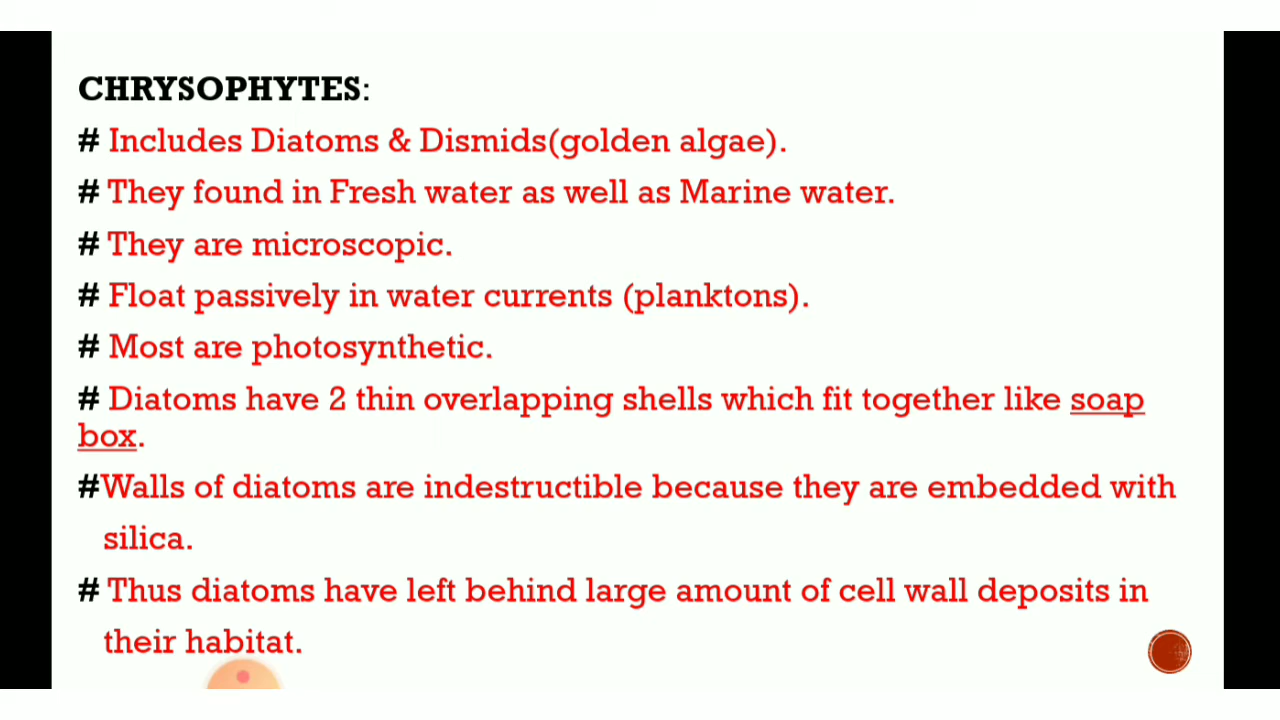 CHRYSOPHYTES:
# Includes Diatoms & Dismids(golden algae).
# They found in Fresh water as well as Marine water.
# They are microscopic.
# Float passively in water currents (planktons).
# Most are photosynthetic.
# Diatoms have 2 thin overlapping shells which fit together like soap
box.
#Walls of diatoms are indestructible because they are embedded with
silica.
# Thus diatoms have left behind large amount of cell wall deposits in
their habitat.